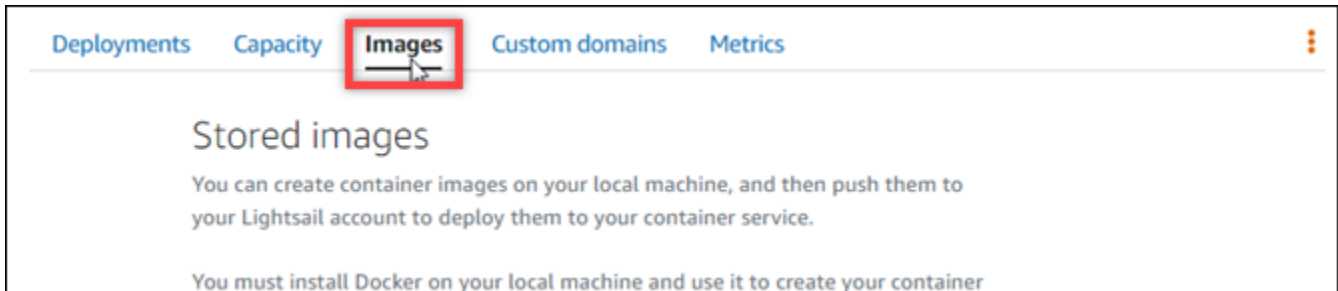 Deployments Capacity Images Custom domains Metrics
Stored images
You can create container images on your local machine, and then push them to
your Lightsail account to deploy them to your container service.
You must install Docker on your local machine and use it to create your container